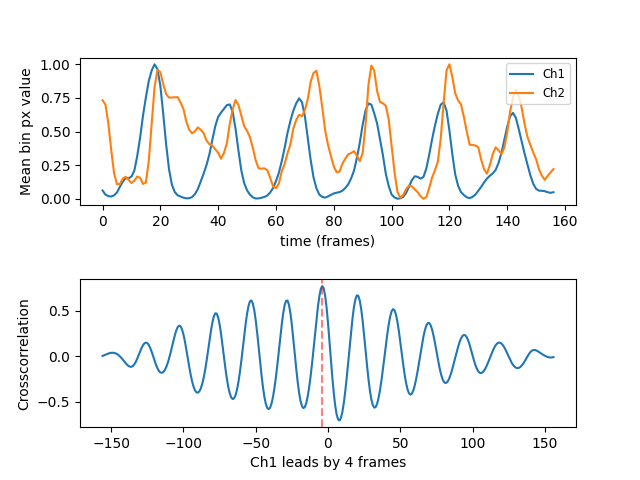 1.00
0.75
0.50
0.25
0.00
Mean bin px value
Ch1
Ch2
0 20 40 60 80 100 120 140 160
time (frames)
0.5
0.0
−0.5
Crosscorrelation
−150 −100 −50 0 50 100 150
Ch1 leads by 4 frames